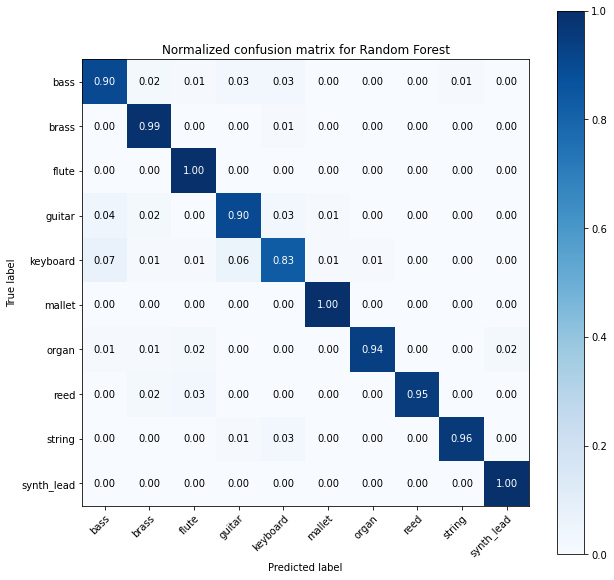 Normalized confusion matrix for Random Forest
bass 0.90 0.02 0.01 0.03 0.03 0.00 0.00 0.00 0.01 0.00
brass 0.00 0.99 0.00 0.00 0.01 0.00 0.00 0.00 0.00 0.00
flute 0.00 0.00 1.00 0.00 0.00 0.00 0.00 0.00 0.00 0.00
guitar 0.04 0.02 0.00 0.90 0.03 0.01 0.00 0.00 0.00 0.00
keyboard 0.07 0.01 0.01 0.06 0.83 0.01 0.01 0.00 0.00 0.00
mallet 0.00 0.00 0.00 0.00 0.00 1.00 0.00 0.00 0.00 0.00
organ 0.01 0.01 0.02 0.00 0.00 0.00 0.94 0.00 0.00 0.02
reed 0.00 0.02 0.03 0.00 0.00 0.00 0.00 0.95 0.00 0.00
string 0.00 0.00 0.00 0.01 0.03 0.00 0.00 0.00 0.96 0.00
synth_lead 0.00 0.00 0.00 0.00 0.00 0.00 0.00 0.00 0.00 1.00
bass brass flute guitar keyboard mallet organ reed string synth_lead
True label
Predicted label
1.0
0.8
0.6
0.4
0.2
0.0